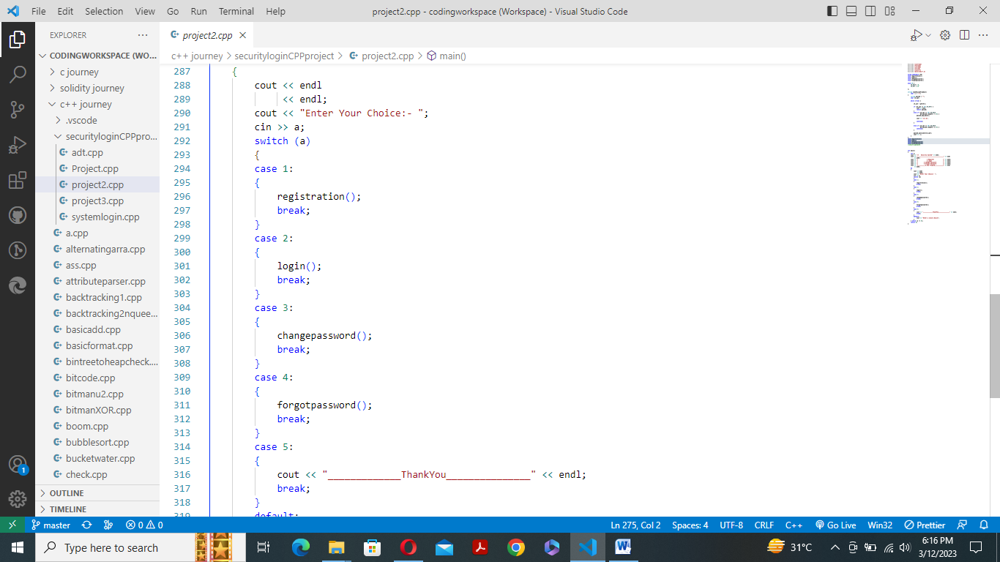 File Edit Selection View Go Run Terminal Help project2.cpp - codingworkspace (Workspace) - Visual Studio Code
EXPLORER
CODINGWORKSPACE (WO...
c journey
solidity journey
c++ journey
.vscode
securityloginCPPpro...
adt.cpp
Project.cpp
project2.cpp
project3.cpp
systemlogin.cpp
a.cpp
alternatingarra.cpp
ass.cpp
attributeparser.cpp
backtracking1.cpp
backtracking2nquee...
basicadd.cpp
basicformat.cpp
bintreetoheapcheck....
bitcode.cpp
bitmanu2.cpp
bitmanXOR.cpp
boom.cpp
bubblesort.cpp
bucketwater.cpp
check.cpp
OUTLINE
TIMELINE
1
project2.cpp
c++ journey > securityloginCPPproject > project2.cpp > main()
287 {
288 cout << endl
289 << endl;
290 cout << "Enter Your Choice:- ";
291 cin >> a;
292 switch (a)
293 {
294 case 1:
295 {
296 registration();
297 break;
298 }
299 case 2:
300 {
301 login();
302 break;
303 }
304 case 3:
305 {
306 changepassword();
307 break;
308 }
309 case 4:
310 {
311 forgotpassword();
312 break;
313 }
314 case 5:
315 {
316 cout << "_____________ThankYou_______________" << endl;
317 break;
318 }
319 default:
master 0 0 Ln 275, Col 2 Spaces: 4 UTF-8 CRLF C++ Go Live Win32 Prettier
Type here to search 31°C 6:16 PM
3/12/2023